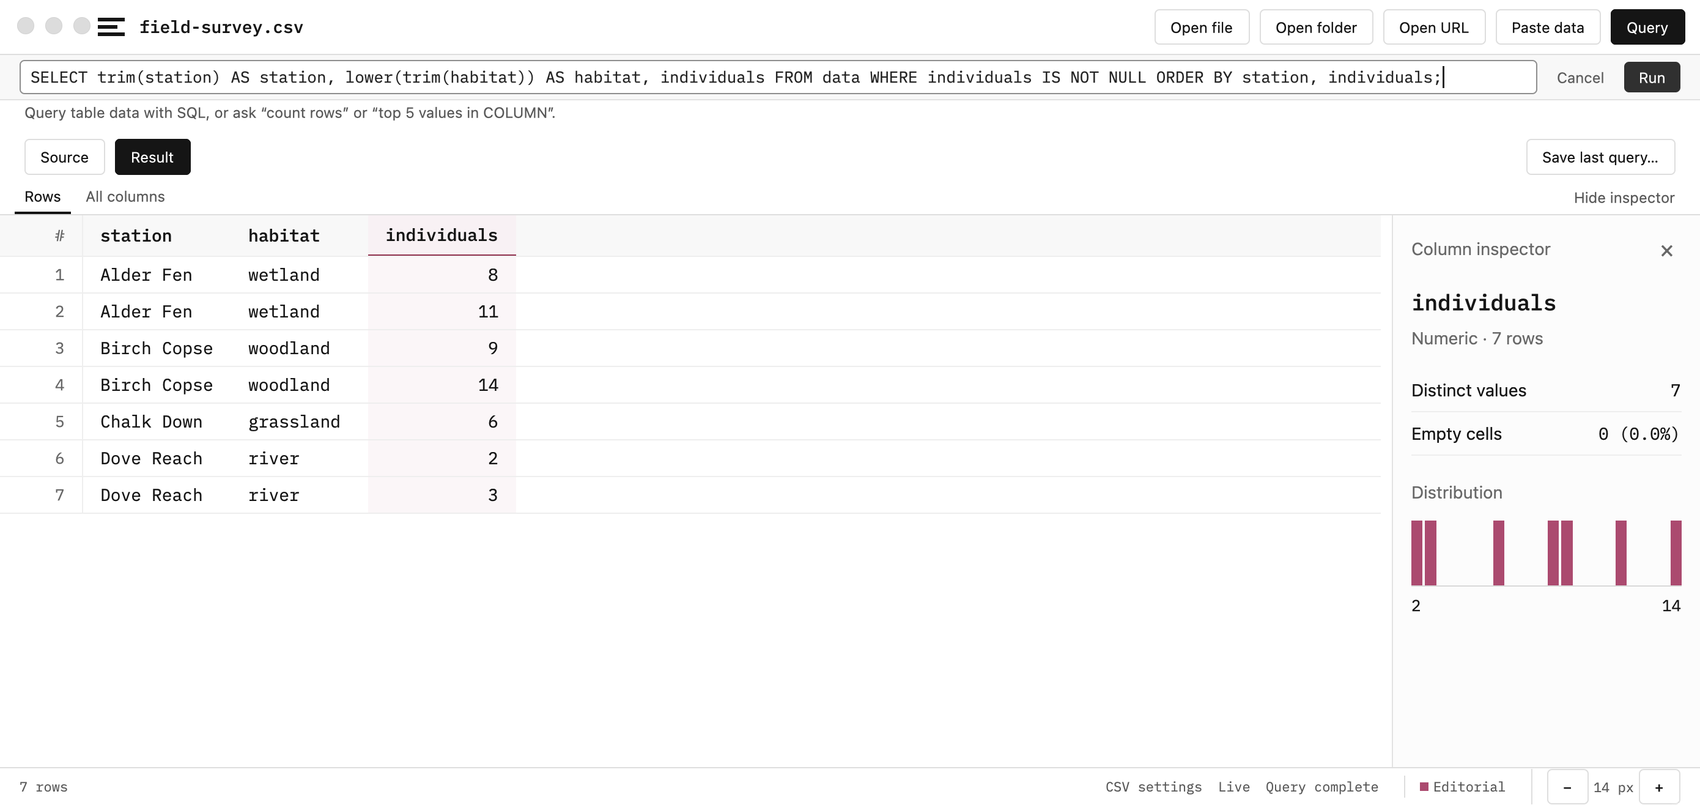 field-survey.csv
Open file
Open folder
Open URL
Paste data
Query
SELECT trim(station) AS station, lower(trim(habitat)) AS habitat, individuals FROM data WHERE individuals IS NOT NULL ORDER BY station, individuals;
Cancel
Run
Query table data with SQL, or ask “count rows” or “top 5 values in COLUMN”.
Source
Result
Save last query...
Rows
All columns
Hide inspector
# station habitat individuals
1 Alder Fen wetland 8
2 Alder Fen wetland 11
3 Birch Copse woodland 9
4 Birch Copse woodland 14
5 Chalk Down grassland 6
6 Dove Reach river 2
7 Dove Reach river 3
Column inspector ×
individuals
Numeric · 7 rows
Distinct values 7
Empty cells 0 (0.0%)
Distribution
2 14
7 rows
CSV settings
Live
Query complete
Editorial
− 14 px +